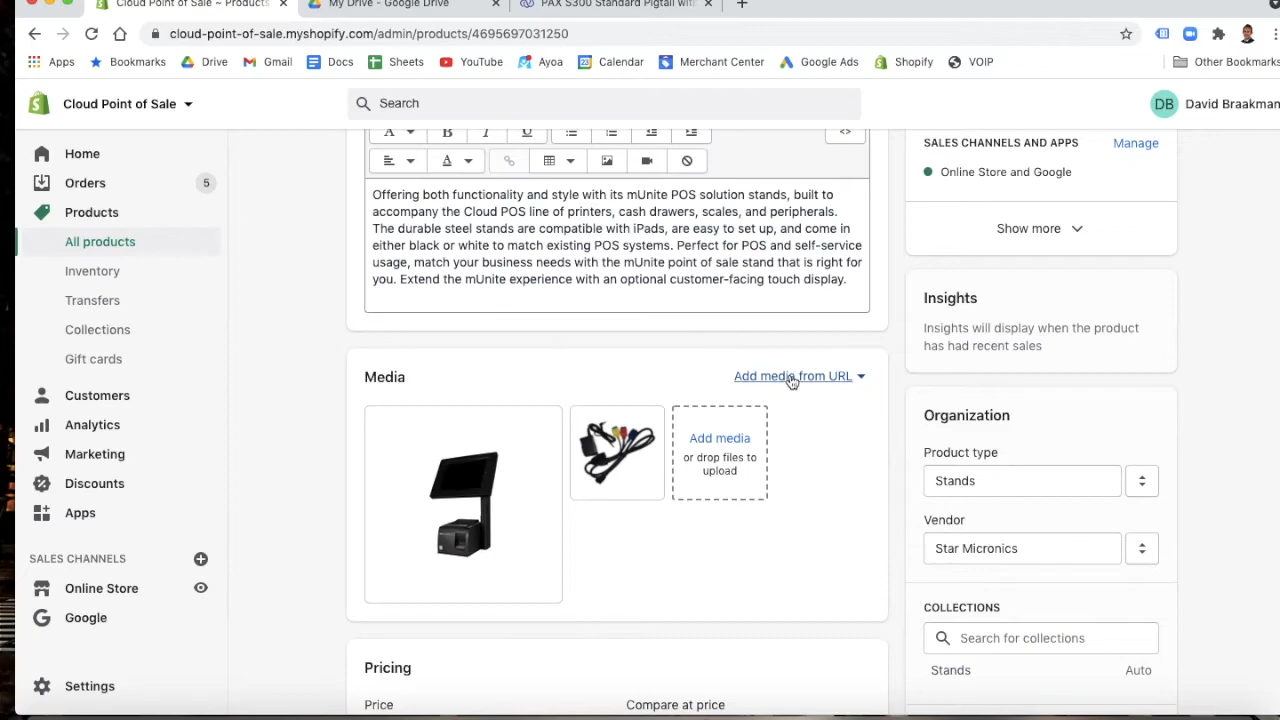 Cloud Point of Sale ~ Products
My Drive - Google Drive
PAX S300 Standard Pigtail with
cloud-point-of-sale.myshopify.com/admin/products/4695697031250
Apps
Bookmarks
Drive
Gmail
Docs
Sheets
YouTube
Ayoa
Calendar
Merchant Center
Google Ads
Shopify
VOIP
Other Bookmarks
Cloud Point of Sale
Search
DB
David Braakman
Home
Orders
5
Products
All products
Inventory
Transfers
Collections
Gift cards
Customers
Analytics
Marketing
Discounts
Apps
SALES CHANNELS
Online Store
Google
Settings
A
B
I
U
<>
A
Offering both functionality and style with its mUnite POS solution stands, built to
accompany the Cloud POS line of printers, cash drawers, scales, and peripherals.
The durable steel stands are compatible with iPads, are easy to set up, and come in
either black or white to match existing POS systems. Perfect for POS and self-service
usage, match your business needs with the mUnite point of sale stand that is right for
you. Extend the mUnite experience with an optional customer-facing touch display.
Media
Add media from URL
Add media
or drop files to
upload
Pricing
Price
Compare at price
SALES CHANNELS AND APPS
Manage
Online Store and Google
Show more
Insights
Insights will display when the product
has had recent sales
Organization
Product type
Stands
Vendor
Star Micronics
COLLECTIONS
Search for collections
Stands
Auto